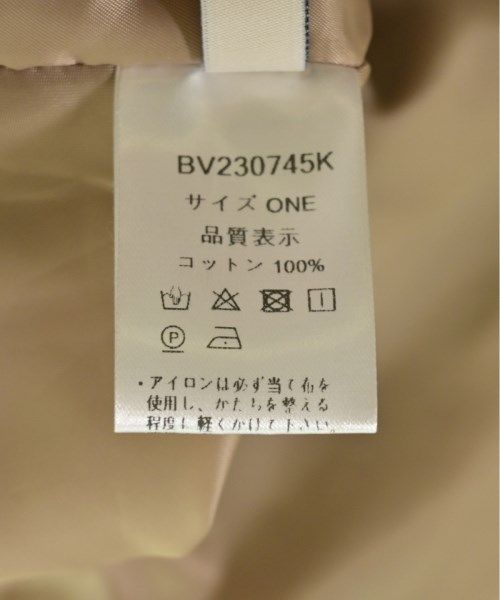 BV230745K
サイズ ONE
品質表示
コットン 100%
P
・アイロンは必ず当て布を
使用し、かたちを整える
程度に軽くかけて下さい。